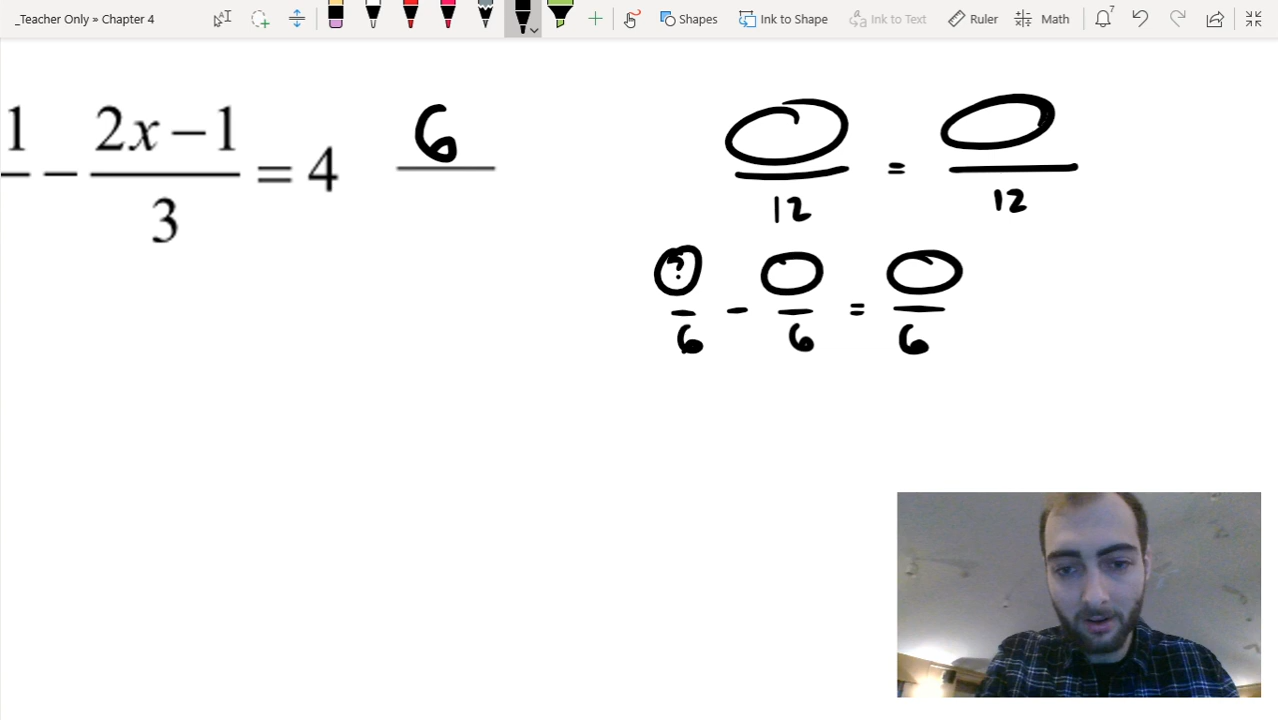 _Teacher Only » Chapter 4
Shapes Ink to Shape Ink to Text Ruler Math 7
1 - 2x - 1 = 4 6
3
= 
12 12
? - =
6 6 6